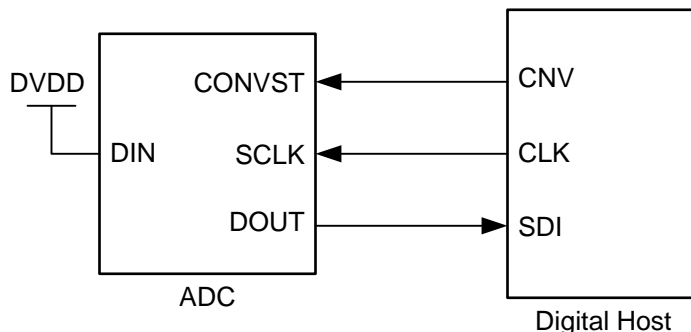 DVDD
CONVST
CNV
DIN
SCLK
CLK
DOUT
SDI
ADC
Digital Host